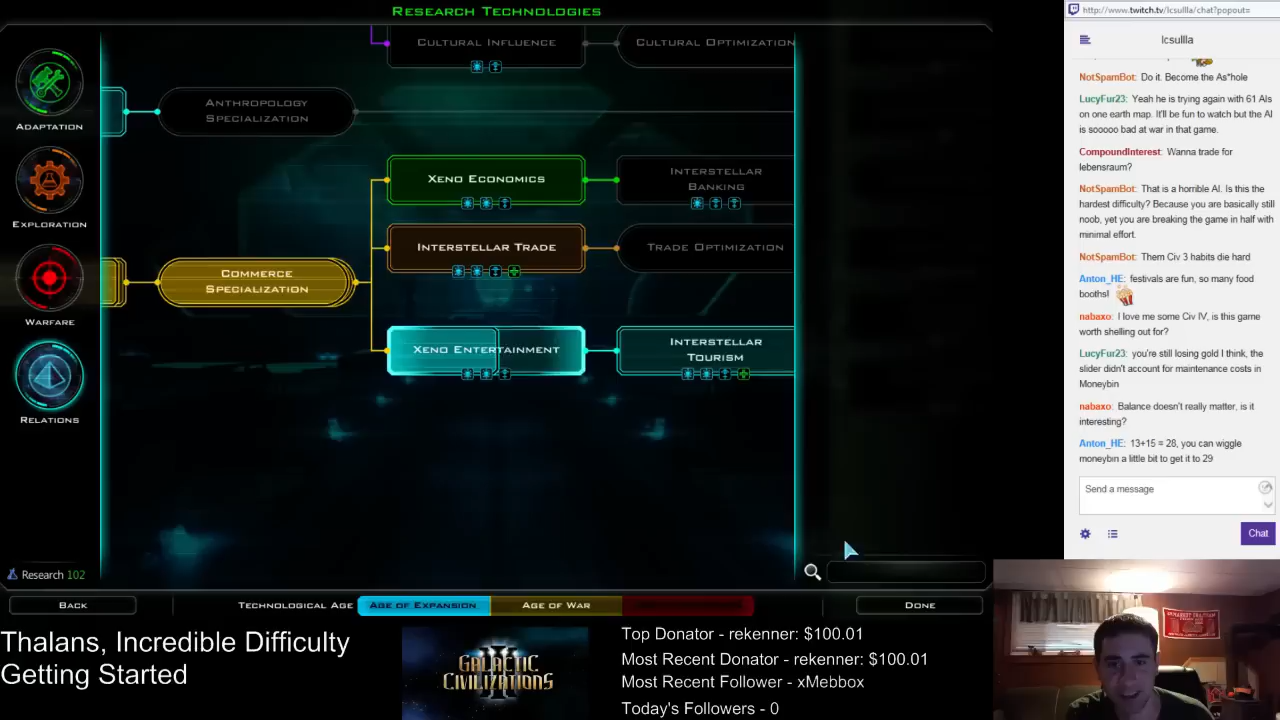 RESEARCH TECHNOLOGIES
http://www.twitch.tv/lcsullla/chat?popout=
lcsullla
CULTURAL INFLUENCE
CULTURAL OPTIMIZATION
ADAPTATION
ANTHROPOLOGY
SPECIALIZATION
EXPLORATION
XENO ECONOMICS
INTERSTELLAR
BANKING
INTERSTELLAR TRADE
TRADE OPTIMIZATION
COMMERCE
SPECIALIZATION
WARFARE
XENO ENTERTAINMENT
INTERSTELLAR
TOURISM
RELATIONS
Research 102
BACK
TECHNOLOGICAL AGE
AGE OF EXPANSION
AGE OF WAR
DONE
NotSpamBot: Do it. Become the As*hole
LucyFur23: Yeah he is trying again with 61 AIs
on one earth map. It'll be fun to watch but the AI
is sooooo bad at war in that game.
CompoundInterest: Wanna trade for
lebensraum?
NotSpamBot: That is a horrible AI. Is this the
hardest difficulty? Because you are basically still
noob, yet you are breaking the game in half with
minimal effort.
NotSpamBot: Them Civ 3 habits die hard
Anton_HE: festivals are fun, so many food
booths!
nabaxo: I love me some Civ IV, is this game
worth shelling out for?
LucyFur23: you're still losing gold I think, the
slider didn't account for maintenance costs in
Moneybin
nabaxo: Balance doesn't really matter, is it
interesting?
Anton_HE: 13+15 = 28, you can wiggle
moneybin a little bit to get it to 29
Send a message
Chat
Thalans, Incredible Difficulty
Getting Started
GALACTIC
CIVILIZATIONS
III
Top Donator - rekenner: $100.01
Most Recent Donator - rekenner: $100.01
Most Recent Follower - xMebbox
Today's Followers - 0